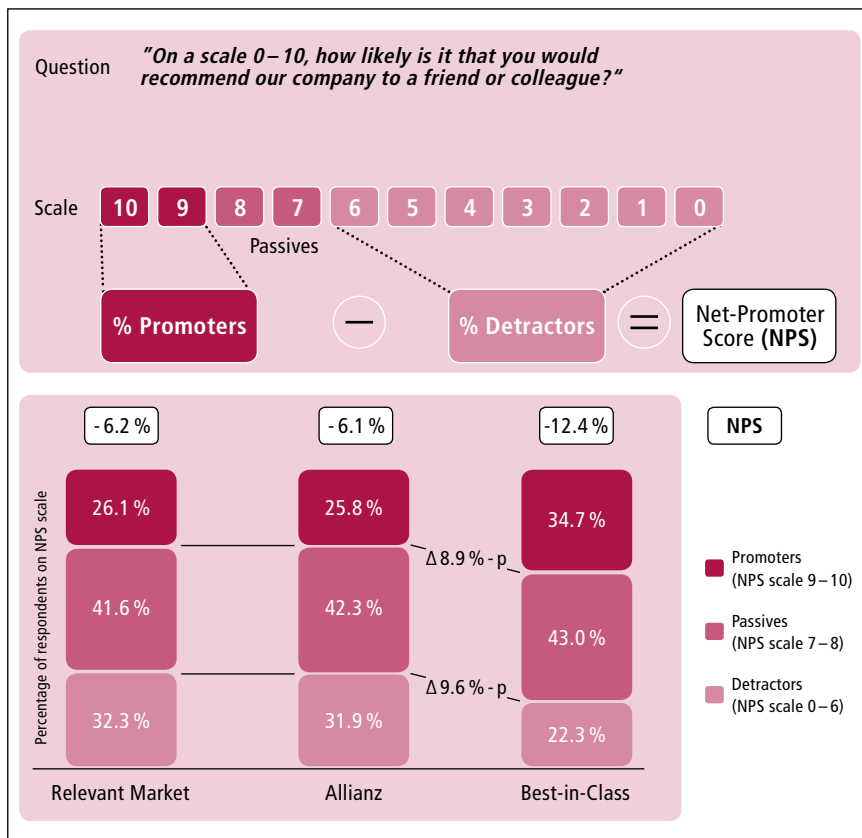 Question
"On a scale 0 – 10, how likely is it that you would
recommend our company to a friend or colleague?"
Scale
10 9 8 7 6 5 4 3 2 1 0
Passives
% Promoters — % Detractors =
Net-Promoter
Score (NPS)
- 6.2 % - 6.1 % -12.4 % NPS
Percentage of respondents on NPS scale
26.1 % 25.8 % 34.7 %
Δ 8.9 % - p
41.6 % 42.3 % 43.0 %
Δ 9.6 % - p
32.3 % 31.9 % 22.3 %
Relevant Market Allianz Best-in-Class
Promoters
(NPS scale 9 – 10)
Passives
(NPS scale 7 – 8)
Detractors
(NPS scale 0 – 6)